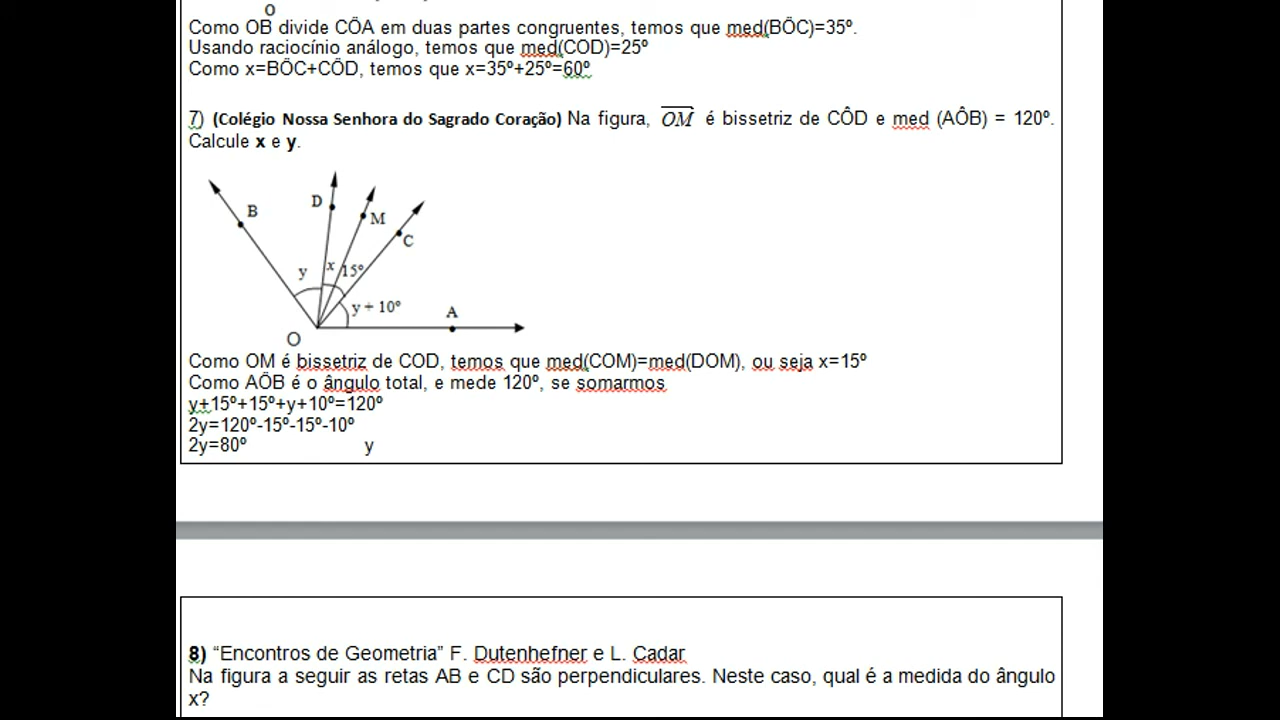 O
Como OB divide CÔA em duas partes congruentes, temos que med(BÔC)=35º.
Usando raciocínio análogo, temos que med(COD)=25º
Como x=BÔC+CÔD, temos que x=35º+25º=60º
7) (Colégio Nossa Senhora do Sagrado Coração) Na figura, OM é bissetriz de CÔD e med (AÔB) = 120º.
Calcule x e y.
D
B
M
C
y x 15º
y + 10º
A
O
Como OM é bissetriz de COD, temos que med(COM)=med(DOM), ou seja x=15º
Como AÔB é o ângulo total, e mede 120º, se somarmos
y+15º+15º+y+10º=120º
2y=120º-15º-15º-10º
2y=80º y
8) “Encontros de Geometria” F. Dutenhefner e L. Cadar
Na figura a seguir as retas AB e CD são perpendiculares. Neste caso, qual é a medida do ângulo
x?